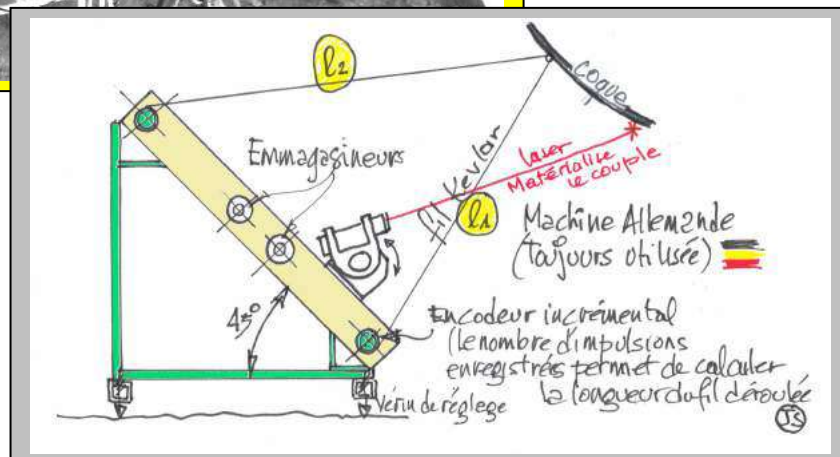 l2
coque
Emmagasineurs
fil Kevlar
laser
Matérialise
le couple
l1
Machine Allemande
(toujours utilisée)
45°
Encodeur incrémental
(le nombre d'impulsions
enregistrés permet de calculer
la longueur du fil déroulée
Vérin de réglege
JS